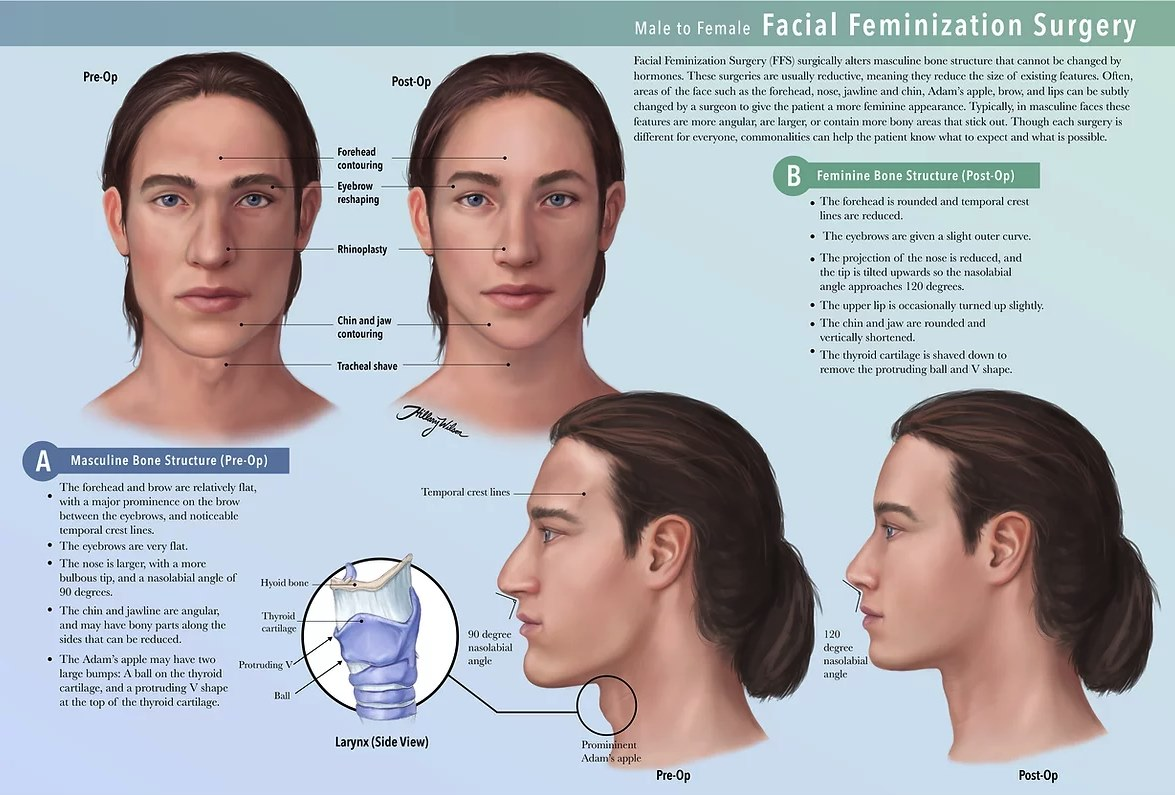 Male to Female Facial Feminization Surgery
Facial Feminization Surgery (FFS) surgically alters masculine bone structure that cannot be changed by
hormones. These surgeries are usually reductive, meaning they reduce the size of existing features. Often,
areas of the face such as the forehead, nose, jawline and chin, Adam's apple, brow, and lips can be subtly
changed by a surgeon to give the patient a more feminine appearance. Typically, in masculine faces these
features are more angular, are larger, or contain more bony areas that stick out. Though each surgery is
different for everyone, commonalities can help the patient know what to expect and what is possible.
Pre-Op
Post-Op
Forehead
contouring
Eyebrow
reshaping
Rhinoplasty
Chin and jaw
contouring
Tracheal shave
Hillary Wilson
B Feminine Bone Structure (Post-Op)
• The forehead is rounded and temporal crest
lines are reduced.
• The eyebrows are given a slight outer curve.
• The projection of the nose is reduced, and
the tip is tilted upwards so the nasolabial
angle approaches 120 degrees.
• The upper lip is occasionally turned up slightly.
• The chin and jaw are rounded and
vertically shortened.
• The thyroid cartilage is shaved down to
remove the protruding ball and V shape.
A Masculine Bone Structure (Pre-Op)
• The forehead and brow are relatively flat,
with a major prominence on the brow
between the eyebrows, and noticeable
temporal crest lines.
• The eyebrows are very flat.
• The nose is larger, with a more
bulbous tip, and a nasolabial angle of
90 degrees.
• The chin and jawline are angular,
and may have bony parts along the
sides that can be reduced.
• The Adam's apple may have two
large bumps: A ball on the thyroid
cartilage, and a protruding V shape
at the top of the thyroid cartilage.
Hyoid bone
Thyroid
cartilage
Protruding V
Ball
Larynx (Side View)
Temporal crest lines
90 degree
nasolabial
angle
Promininent
Adam's apple
Pre-Op
120
degree
nasolabial
angle
Post-Op